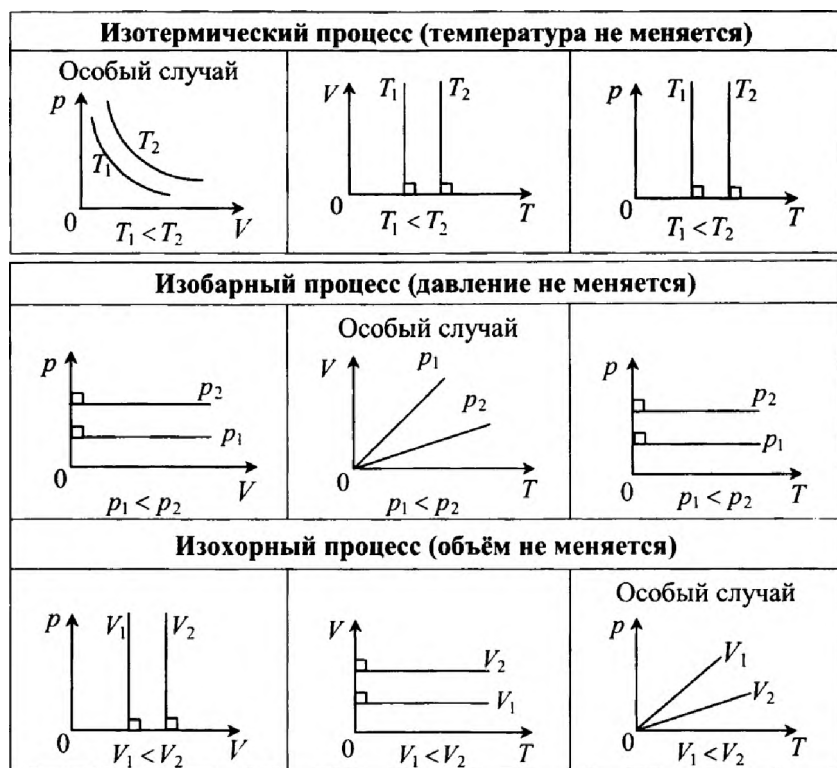 Изотермический процесс (температура не меняется)
Особый случай
p
T₁
T₂
0
V
T₁ < T₂
V
T₁
T₂
0
T
T₁ < T₂
p
T₁
T₂
0
T
T₁ < T₂
Изобарный процесс (давление не меняется)
p
p₂
p₁
0
V
p₁ < p₂
Особый случай
V
p₁
p₂
0
T
p₁ < p₂
p
p₂
p₁
0
T
p₁ < p₂
Изохорный процесс (объём не меняется)
p
V₁
V₂
0
V
V₁ < V₂
V
V₂
V₁
0
T
V₁ < V₂
Особый случай
p
V₁
V₂
0
T
V₁ < V₂